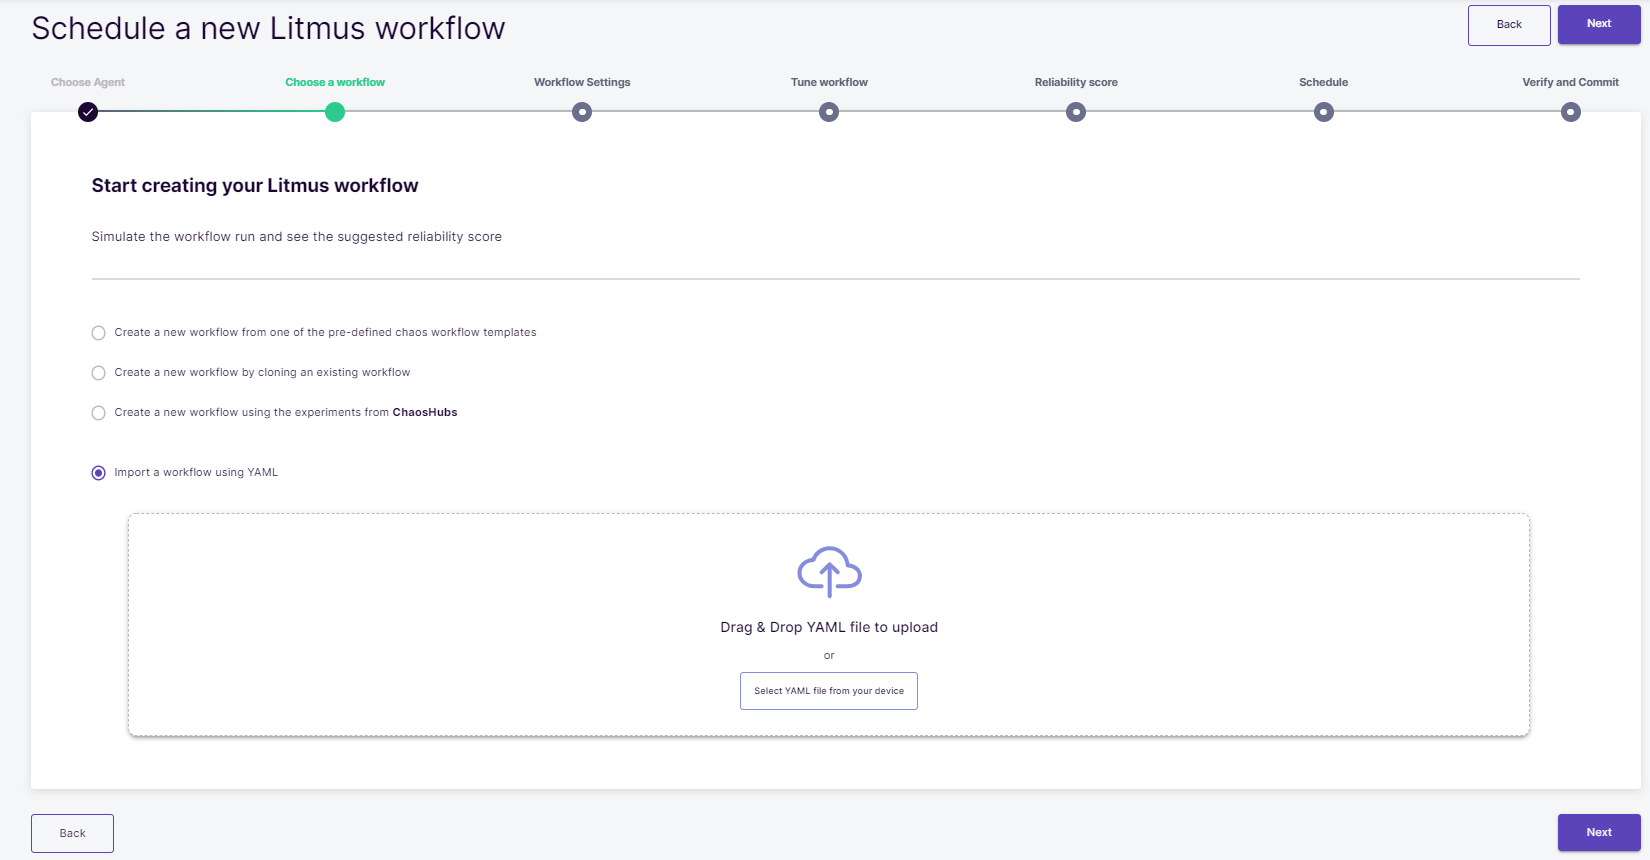 Schedule a new Litmus workflow
Back
Next
Choose Agent
Choose a workflow
Workflow Settings
Tune workflow
Reliability score
Schedule
Verify and Commit
Start creating your Litmus workflow
Simulate the workflow run and see the suggested reliability score
Create a new workflow from one of the pre-defined chaos workflow templates
Create a new workflow by cloning an existing workflow
Create a new workflow using the experiments from ChaosHubs
Import a workflow using YAML
Drag & Drop YAML file to upload
or
Select YAML file from your device
Back
Next